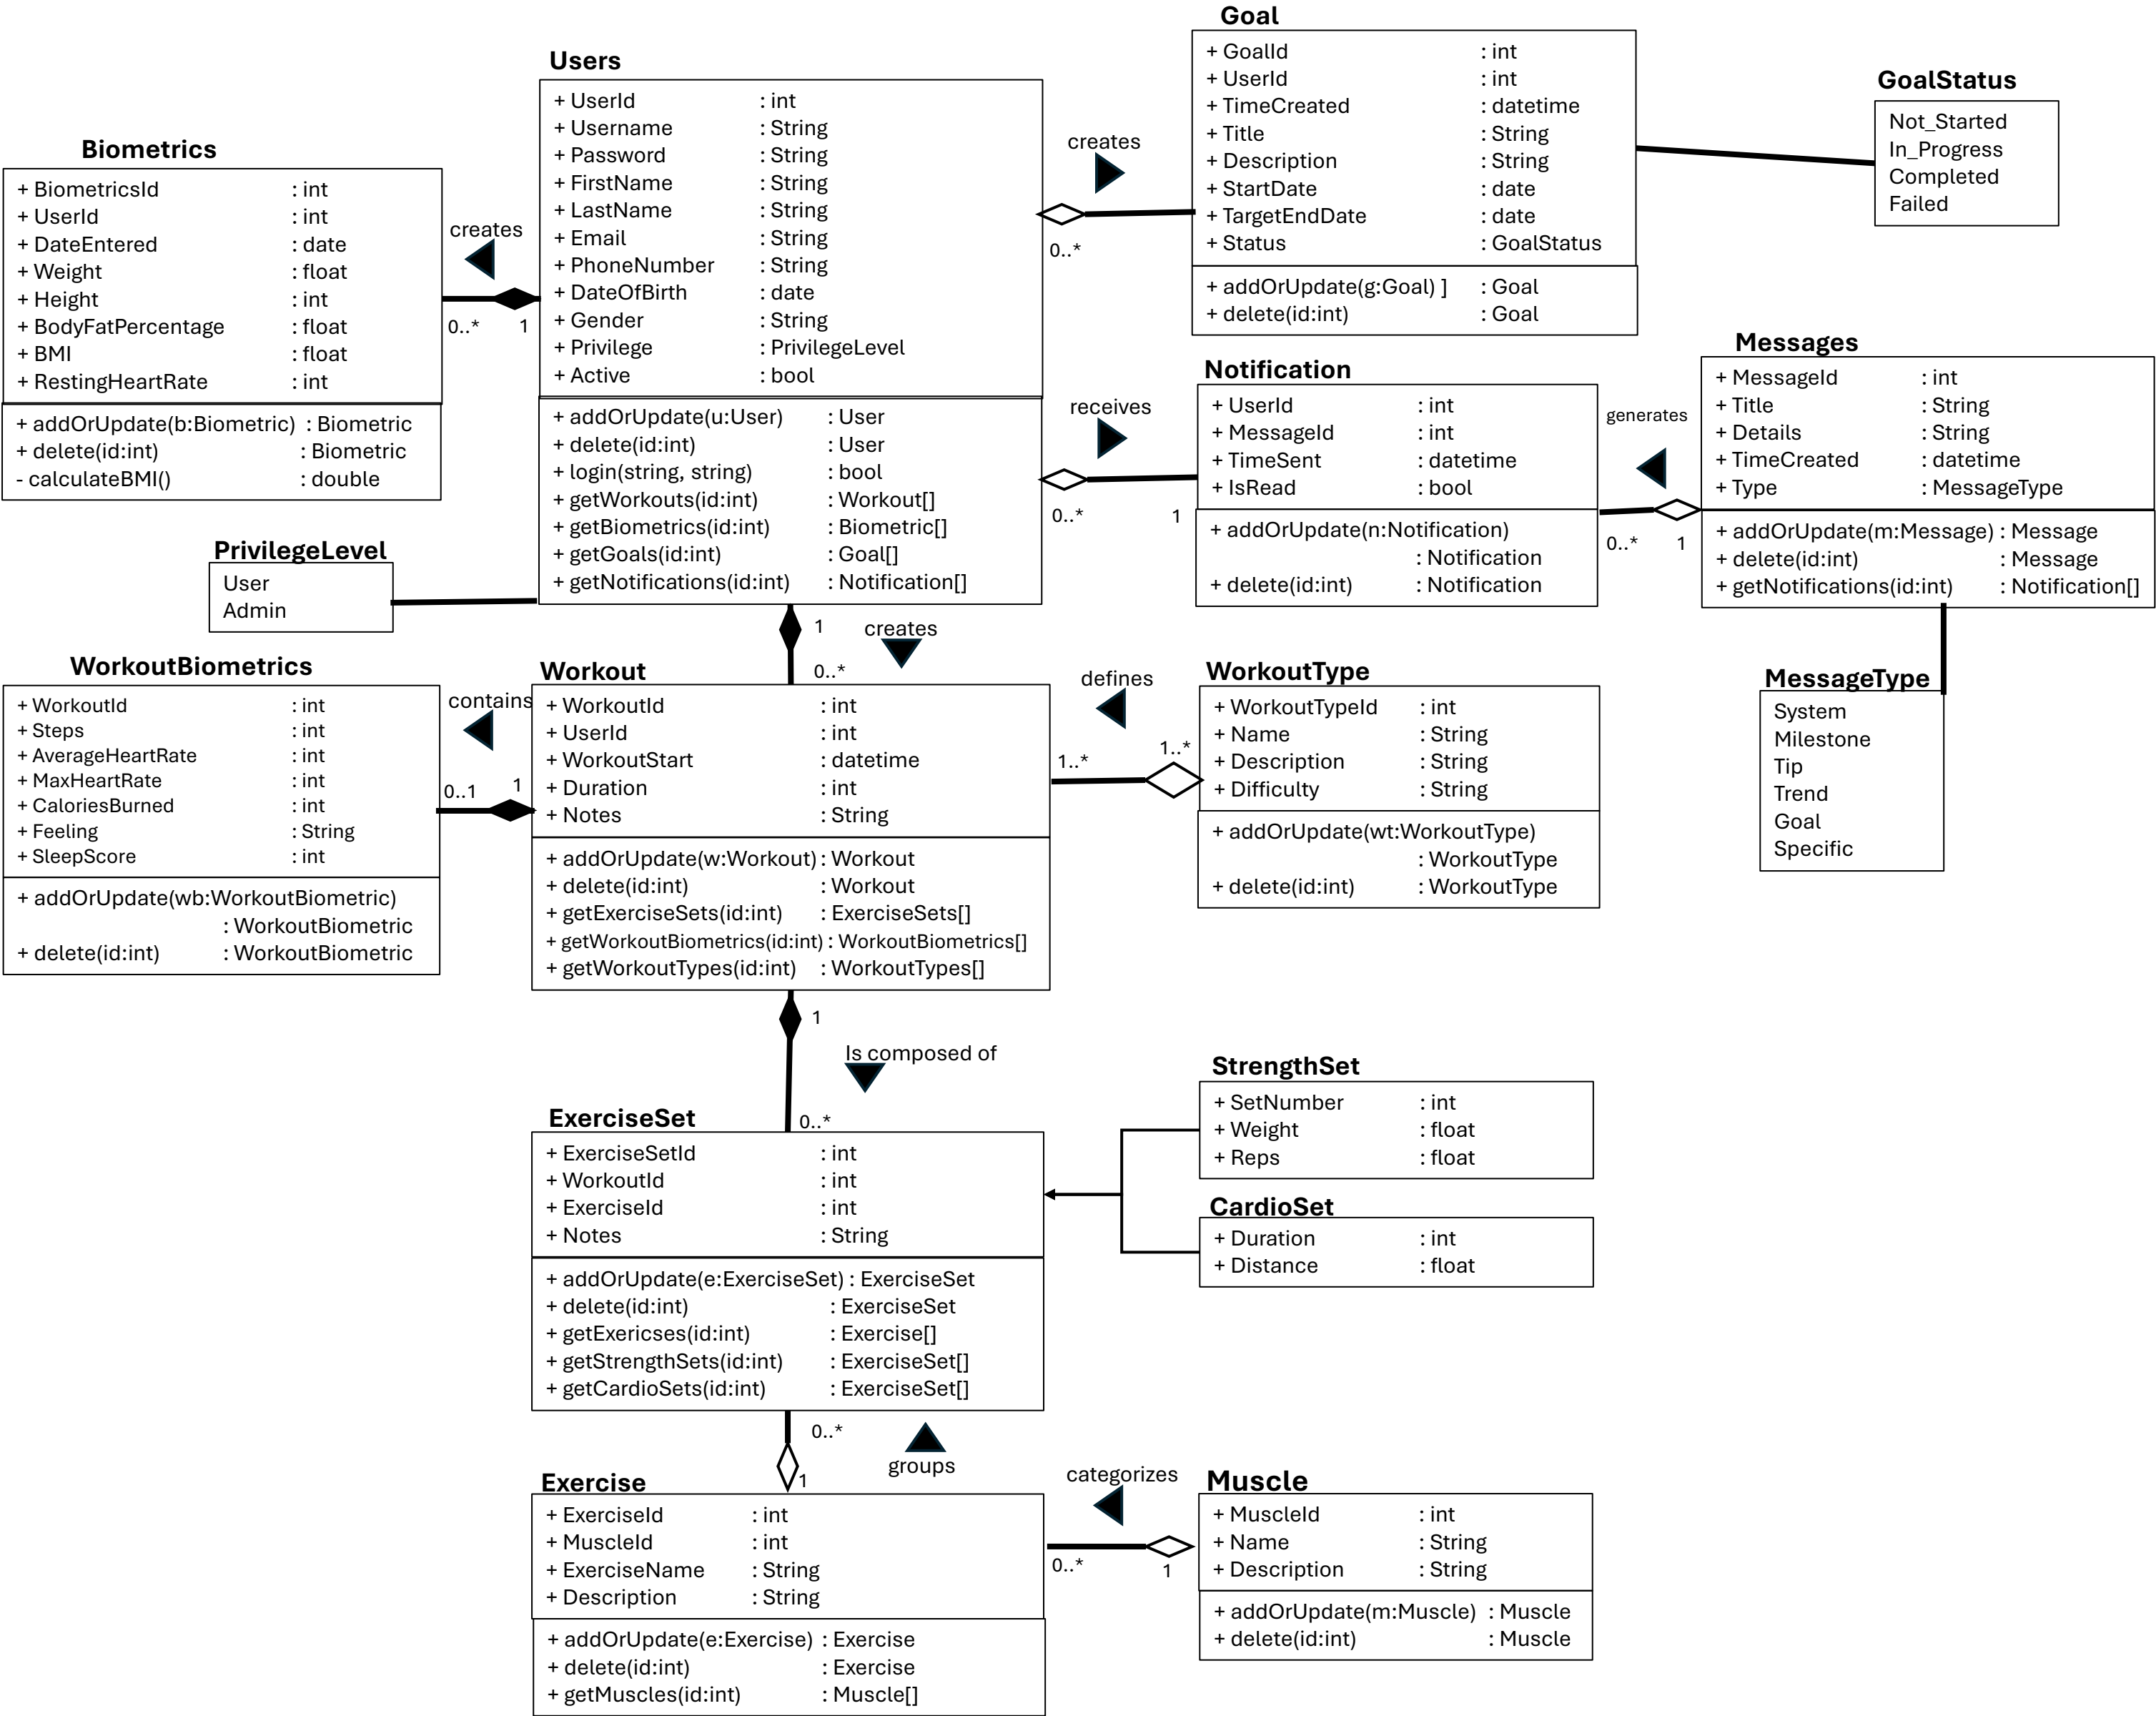 Goal
+ GoalId : int
+ UserId : int
+ TimeCreated : datetime
+ Title : String
+ Description : String
+ StartDate : date
+ TargetEndDate : date
+ Status : GoalStatus
+ addOrUpdate(g:Goal) ] : Goal
+ delete(id:int) : Goal
GoalStatus
Not_Started
In_Progress
Completed
Failed
Users
+ UserId : int
+ Username : String
+ Password : String
+ FirstName : String
+ LastName : String
+ Email : String
+ PhoneNumber : String
+ DateOfBirth : date
+ Gender : String
+ Privilege : PrivilegeLevel
+ Active : bool
+ addOrUpdate(u:User) : User
+ delete(id:int) : User
+ login(string, string) : bool
+ getWorkouts(id:int) : Workout[]
+ getBiometrics(id:int) : Biometric[]
+ getGoals(id:int) : Goal[]
+ getNotifications(id:int) : Notification[]
creates
0..*
Biometrics
+ BiometricsId : int
+ UserId : int
+ DateEntered : date
+ Weight : float
+ Height : int
+ BodyFatPercentage : float
+ BMI : float
+ RestingHeartRate : int
+ addOrUpdate(b:Biometric) : Biometric
+ delete(id:int) : Biometric
- calculateBMI() : double
creates
0..* 1
Notification
+ UserId : int
+ MessageId : int
+ TimeSent : datetime
+ IsRead : bool
+ addOrUpdate(n:Notification)
: Notification
+ delete(id:int) : Notification
receives
0..* 1
Messages
+ MessageId : int
+ Title : String
+ Details : String
+ TimeCreated : datetime
+ Type : MessageType
+ addOrUpdate(m:Message) : Message
+ delete(id:int) : Message
+ getNotifications(id:int) : Notification[]
generates
0..* 1
PrivilegeLevel
User
Admin
1 creates
0..*
MessageType
System
Milestone
Tip
Trend
Goal
Specific
WorkoutBiometrics
+ WorkoutId : int
+ Steps : int
+ AverageHeartRate : int
+ MaxHeartRate : int
+ CaloriesBurned : int
+ Feeling : String
+ SleepScore : int
+ addOrUpdate(wb:WorkoutBiometric)
: WorkoutBiometric
+ delete(id:int) : WorkoutBiometric
contains
0..1 1
Workout
+ WorkoutId : int
+ UserId : int
+ WorkoutStart : datetime
+ Duration : int
+ Notes : String
+ addOrUpdate(w:Workout) : Workout
+ delete(id:int) : Workout
+ getExerciseSets(id:int) : ExerciseSets[]
+ getWorkoutBiometrics(id:int) : WorkoutBiometrics[]
+ getWorkoutTypes(id:int) : WorkoutTypes[]
defines
1..* 1..*
WorkoutType
+ WorkoutTypeId : int
+ Name : String
+ Description : String
+ Difficulty : String
+ addOrUpdate(wt:WorkoutType)
: WorkoutType
+ delete(id:int) : WorkoutType
1
Is composed of
0..*
ExerciseSet
+ ExerciseSetId : int
+ WorkoutId : int
+ ExerciseId : int
+ Notes : String
+ addOrUpdate(e:ExerciseSet) : ExerciseSet
+ delete(id:int) : ExerciseSet
+ getExericses(id:int) : Exercise[]
+ getStrengthSets(id:int) : ExerciseSet[]
+ getCardioSets(id:int) : ExerciseSet[]
StrengthSet
+ SetNumber : int
+ Weight : float
+ Reps : float
CardioSet
+ Duration : int
+ Distance : float
0..*
groups
1
Exercise
+ ExerciseId : int
+ MuscleId : int
+ ExerciseName : String
+ Description : String
+ addOrUpdate(e:Exercise) : Exercise
+ delete(id:int) : Exercise
+ getMuscles(id:int) : Muscle[]
categorizes
0..* 1
Muscle
+ MuscleId : int
+ Name : String
+ Description : String
+ addOrUpdate(m:Muscle) : Muscle
+ delete(id:int) : Muscle